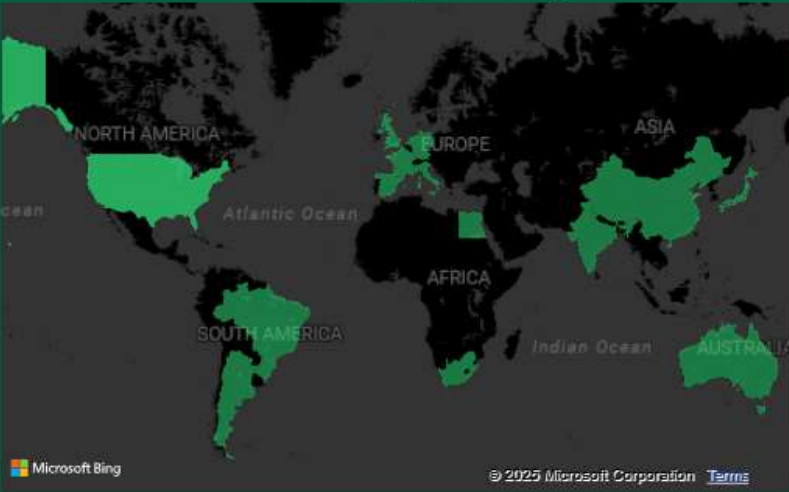 NORTH AMERICA
EUROPE
ASIA
cean
Atlantic Ocean
AFRICA
SOUTH AMERICA
Indian Ocean
AUSTRALIA
Microsoft Bing
© 2025 Microsoft Corporation Terms